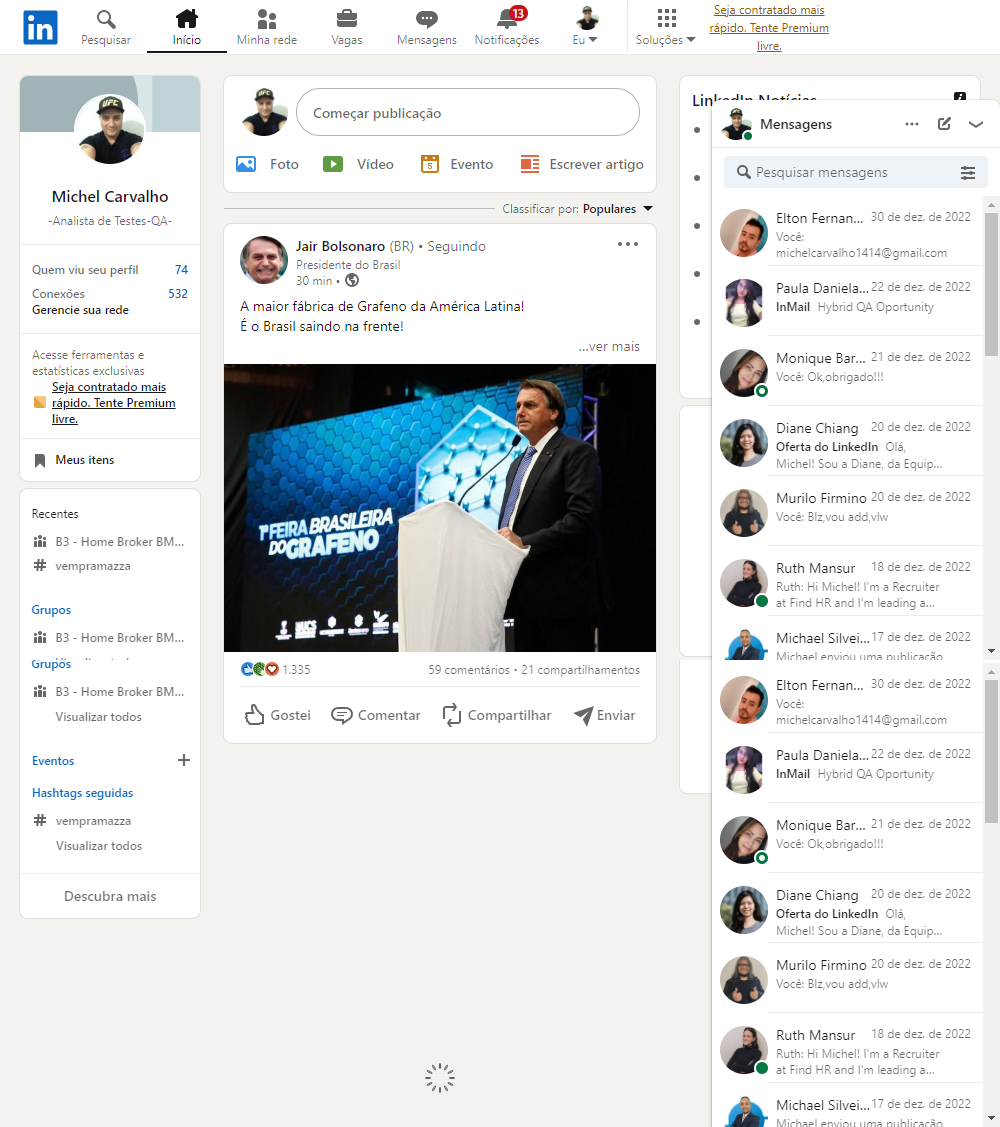 in
Pesquisar
Início
Minha rede
Vagas
Mensagens
13
Notificações
Eu
Soluções
Seja contratado mais
rápido. Tente Premium
livre.
Michel Carvalho
-Analista de Testes-QA-
Quem viu seu perfil 74
Conexões 532
Gerencie sua rede
Acesse ferramentas e
estatísticas exclusivas
Seja contratado mais
rápido. Tente Premium
livre.
Meus itens
Recentes
B3 - Home Broker BM...
# vempramazza
Grupos
B3 - Home Broker BM...
Grupos
B3 - Home Broker BM...
Visualizar todos
Eventos
Hashtags seguidas
# vempramazza
Visualizar todos
Descubra mais
Começar publicação
Foto
Vídeo
Evento
Escrever artigo
Classificar por: Populares
Jair Bolsonaro (BR) • Seguindo
Presidente do Brasil
30 min •
A maior fábrica de Grafeno da América Latina!
É o Brasil saindo na frente!
...ver mais
1ª FEIRA BRASILEIRA
DO GRAFENO
1.335
59 comentários • 21 compartilhamentos
Gostei
Comentar
Compartilhar
Enviar
LinkedIn Notícias
Mensagens
Pesquisar mensagens
Elton Fernan... 30 de dez. de 2022
Você:
michelcarvalho1414@gmail.com
Paula Daniela... 22 de dez. de 2022
InMail Hybrid QA Oportunity
Monique Bar... 21 de dez. de 2022
Você: Ok,obrigado!!!
Diane Chiang 20 de dez. de 2022
Oferta do LinkedIn Olá,
Michel! Sou a Diane, da Equip...
Murilo Firmino 20 de dez. de 2022
Você: Blz,vou add,vlw
Ruth Mansur 18 de dez. de 2022
Ruth: Hi Michel! I'm a Recruiter
at Find HR and I'm leading a...
Michael Silvei... 17 de dez. de 2022
Michael enviou uma publicação
Elton Fernan... 30 de dez. de 2022
Você:
michelcarvalho1414@gmail.com
Paula Daniela... 22 de dez. de 2022
InMail Hybrid QA Oportunity
Monique Bar... 21 de dez. de 2022
Você: Ok,obrigado!!!
Diane Chiang 20 de dez. de 2022
Oferta do LinkedIn Olá,
Michel! Sou a Diane, da Equip...
Murilo Firmino 20 de dez. de 2022
Você: Blz,vou add,vlw
Ruth Mansur 18 de dez. de 2022
Ruth: Hi Michel! I'm a Recruiter
at Find HR and I'm leading a...
Michael Silvei... 17 de dez. de 2022
Michael enviou uma publicação